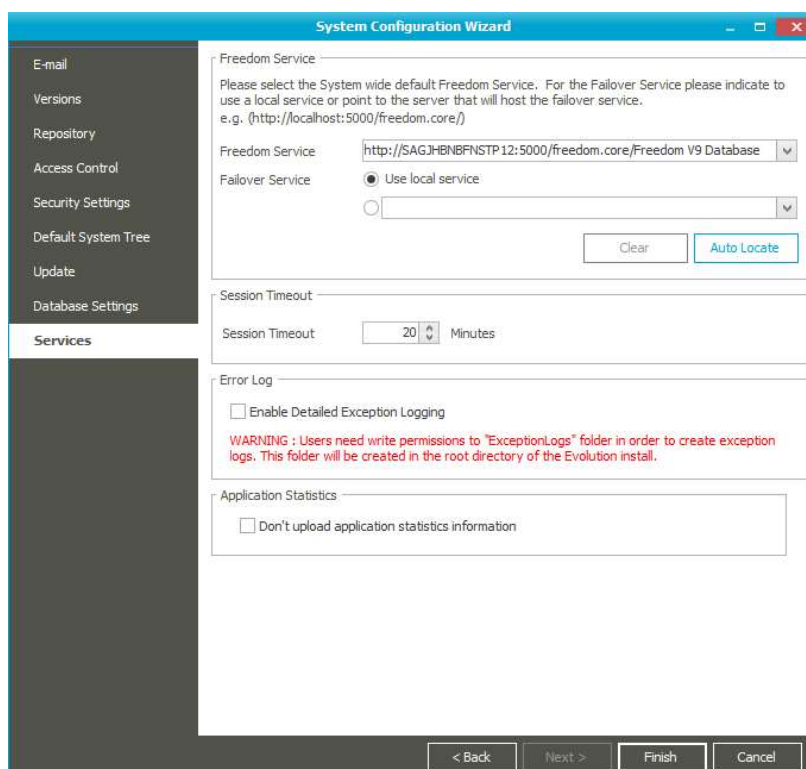 System Configuration Wizard
E-mail
Versions
Repository
Access Control
Security Settings
Default System Tree
Update
Database Settings
Services
Freedom Service
Please select the System wide default Freedom Service. For the Failover Service please indicate to
use a local service or point to the server that will host the failover service.
e.g. (http://localhost:5000/freedom.core/)
Freedom Service
http://SAGJHBNBFNSTP12:5000/freedom.core/Freedom V9 Database
Failover Service
Use local service
Clear
Auto Locate
Session Timeout
Session Timeout
20
Minutes
Error Log
Enable Detailed Exception Logging
WARNING : Users need write permissions to "ExceptionLogs" folder in order to create exception
logs. This folder will be created in the root directory of the Evolution install.
Application Statistics
Don't upload application statistics information
< Back
Next >
Finish
Cancel